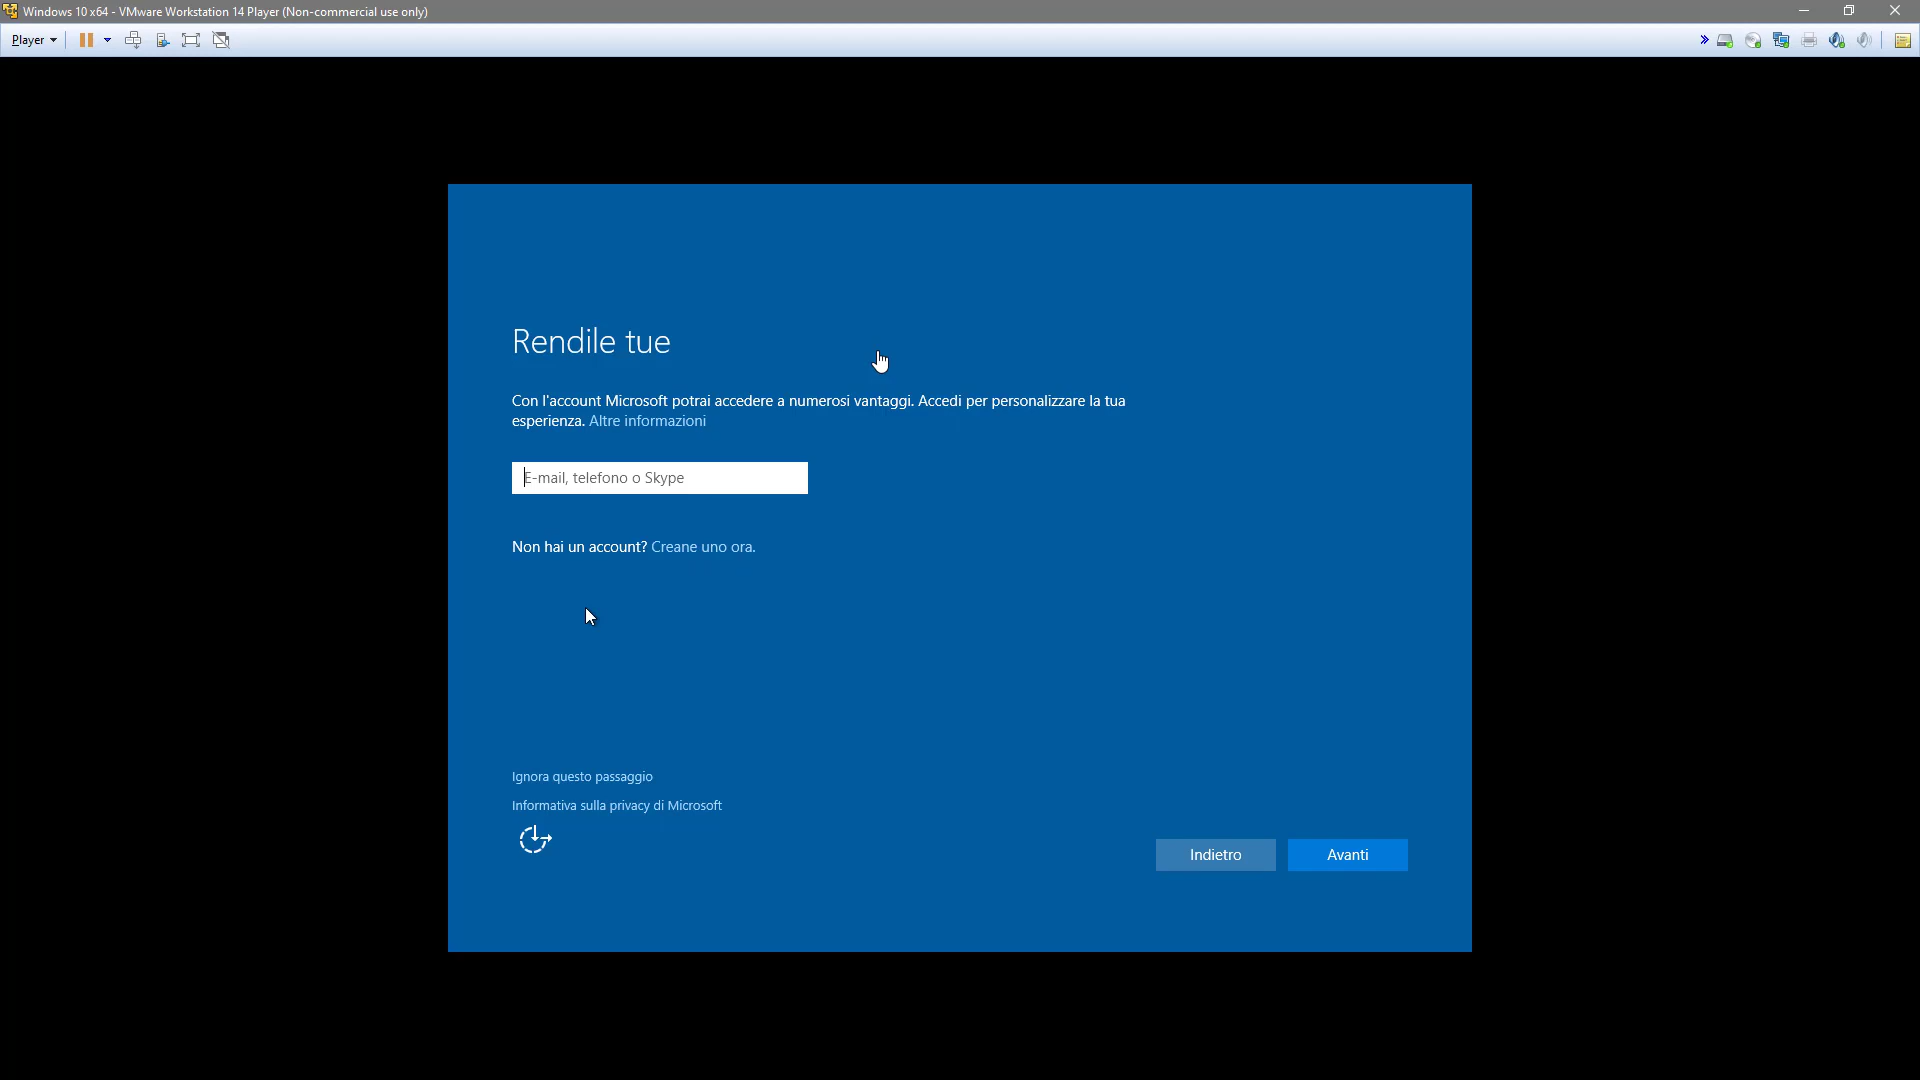 Windows 10 x64 - VMware Workstation 14 Player (Non-commercial use only)
Player
Rendile tue
Con l'account Microsoft potrai accedere a numerosi vantaggi. Accedi per personalizzare la tua
esperienza. Altre informazioni
E-mail, telefono o Skype
Non hai un account? Creane uno ora.
Ignora questo passaggio
Informativa sulla privacy di Microsoft
Indietro Avanti